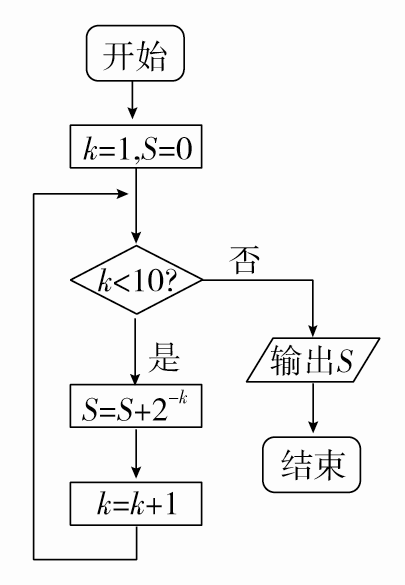 开始
k=1,S=0
k<10?
否
是
输出S
S=S+2^{-k}
结束
k=k+1